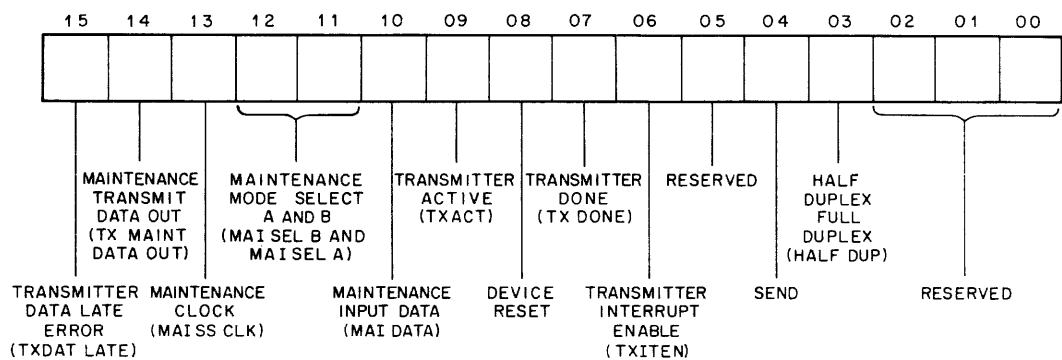 15 14 13 12 11 10 09 08 07 06 05 04 03 02 01 00
MAINTENANCE
TRANSMIT
DATA OUT
(TX MAINT
DATA OUT)
MAINTENANCE
MODE SELECT
A AND B
(MAI SEL B AND
MAI SEL A)
TRANSMITTER
ACTIVE
(TXACT)
TRANSMITTER
DONE
(TX DONE)
RESERVED
HALF
DUPLEX
FULL
DUPLEX
(HALF DUP)
TRANSMITTER
DATA LATE
ERROR
(TXDAT LATE)
MAINTENANCE
CLOCK
(MAISS CLK)
MAINTENANCE
INPUT DATA
(MAI DATA)
DEVICE
RESET
TRANSMITTER
INTERRUPT
ENABLE
(TXITEN)
SEND
RESERVED